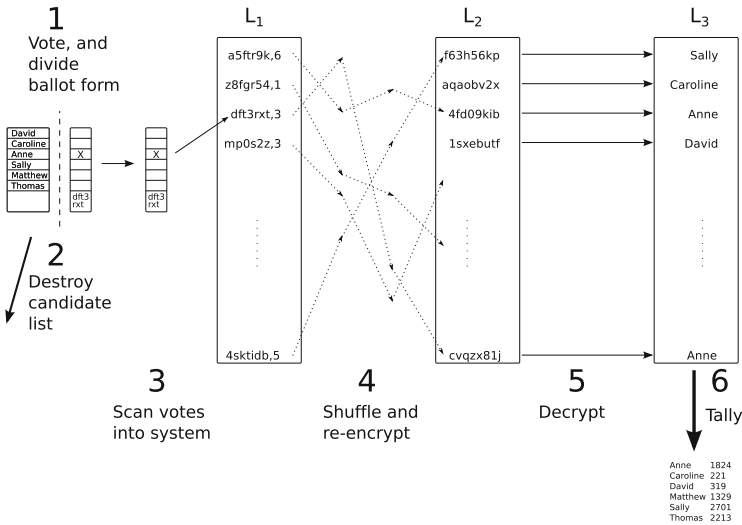 1
Vote, and
divide
ballot form
David
Caroline
Anne
Sally
Matthew
Thomas
X
dft3
rxt
X
dft3
rxt
2
Destroy
candidate
list
3
Scan votes
into system
L1
a5ftr9k,6
z8fgr54,1
dft3rxt,3
mp0s2z,3
4sktidb,5
4
Shuffle and
re-encrypt
L2
f63h56kp
aqaobv2x
4fd09kib
1sxebutf
cvqzx81j
5
Decrypt
L3
Sally
Caroline
Anne
David
Anne
6
Tally
Anne 1824
Caroline 221
David 319
Matthew 1329
Sally 2701
Thomas 2213